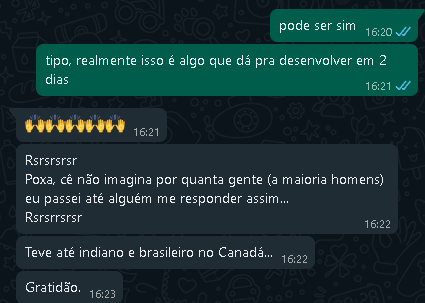 pode ser sim 16:20
tipo, realmente isso é algo que dá pra desenvolver em 2
dias 16:21
🙌🙌🙌🙌🙌🙌 16:21
Rsrsrsrsr
Poxa, cê não imagina por quanta gente (a maioria homens)
eu passei até alguém me responder assim...
Rsrsrrsrsr 16:22
Teve até indiano e brasileiro no Canadá... 16:22
Gratidão. 16:23